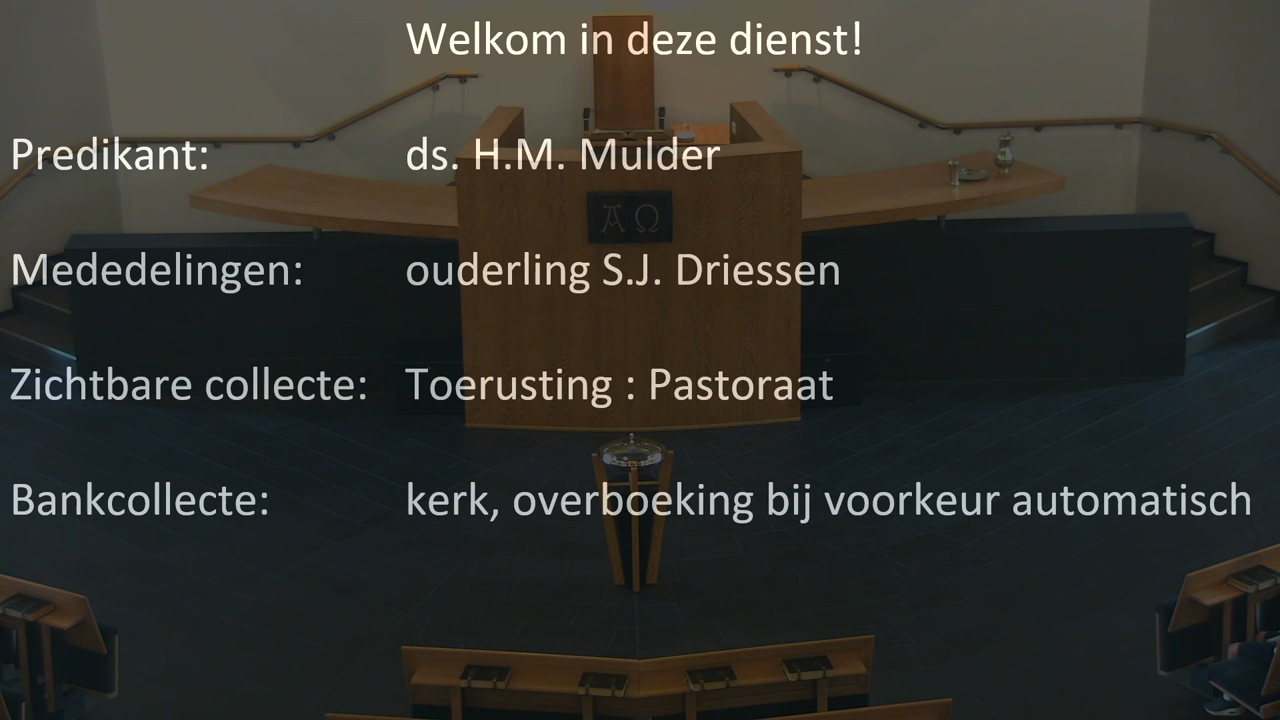 Welkom in deze dienst!
Predikant: ds. H.M. Mulder
Mededelingen: ouderling S.J. Driessen
Zichtbare collecte: Toerusting : Pastoraat
Bankcollecte: kerk, overboeking bij voorkeur automatisch
Α Ω